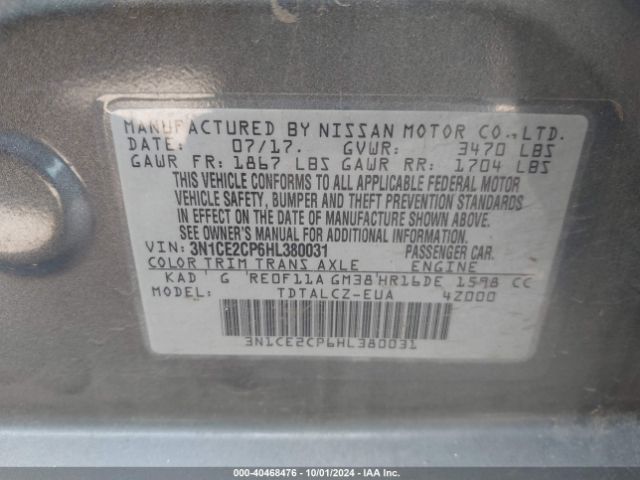 MANUFACTURED BY NISSAN MOTOR CO.,LTD.
DATE: 07/17. GVWR: 3470 LBS
GAWR FR: 1867 LBS GAWR RR: 1704 LBS
THIS VEHICLE CONFORMS TO ALL APPLICABLE FEDERAL MOTOR
VEHICLE SAFETY, BUMPER AND THEFT PREVENTION STANDARDS
IN EFFECT ON THE DATE OF MANUFACTURE SHOWN ABOVE.
SEE OWNER'S MANUAL FOR ADDITIONAL INFORMATION.
VIN: 3N1CE2CP6HL380031 PASSENGER CAR.
COLOR TRIM TRANS AXLE ENGINE
KAD ' G RE0F11A GM38'HR16DE 1598 CC
MODEL: TDTALCZ-EUA 4Z000
3N1CE2CP6HL380031
000-40468476 • 10/01/2024 • IAA Inc.